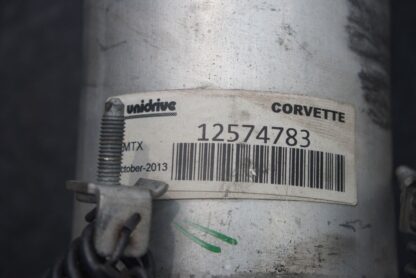 unidrive CORVETTE
12574783
MTX
ctober-2013